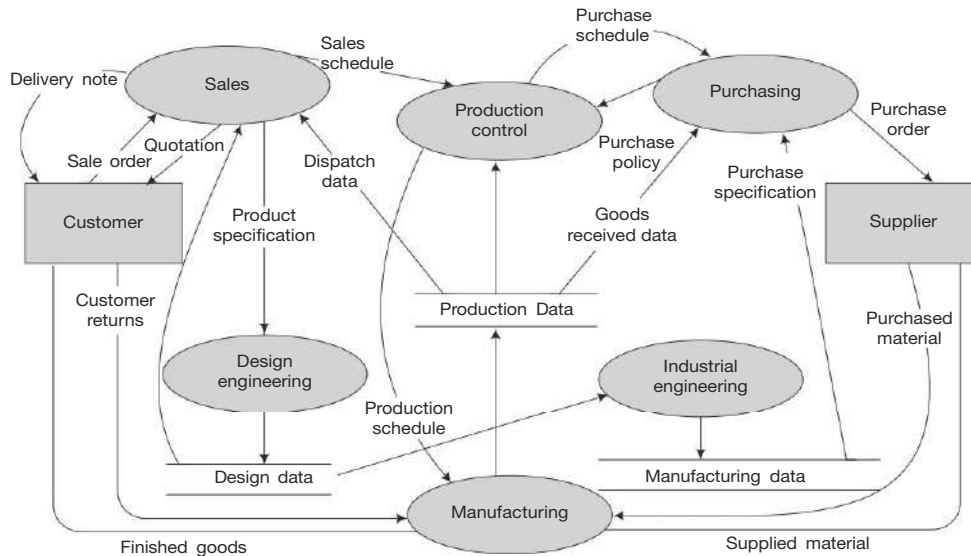 Delivery note
Sales
Sales
schedule
Purchase
schedule
Production
control
Purchasing
Purchase
order
Sale order
Quotation
Dispatch
data
Purchase
policy
Purchase
specification
Customer
Product
specification
Goods
received data
Supplier
Customer
returns
Production Data
Purchased
material
Design
engineering
Industrial
engineering
Production
schedule
Design data
Manufacturing data
Manufacturing
Finished goods
Supplied material